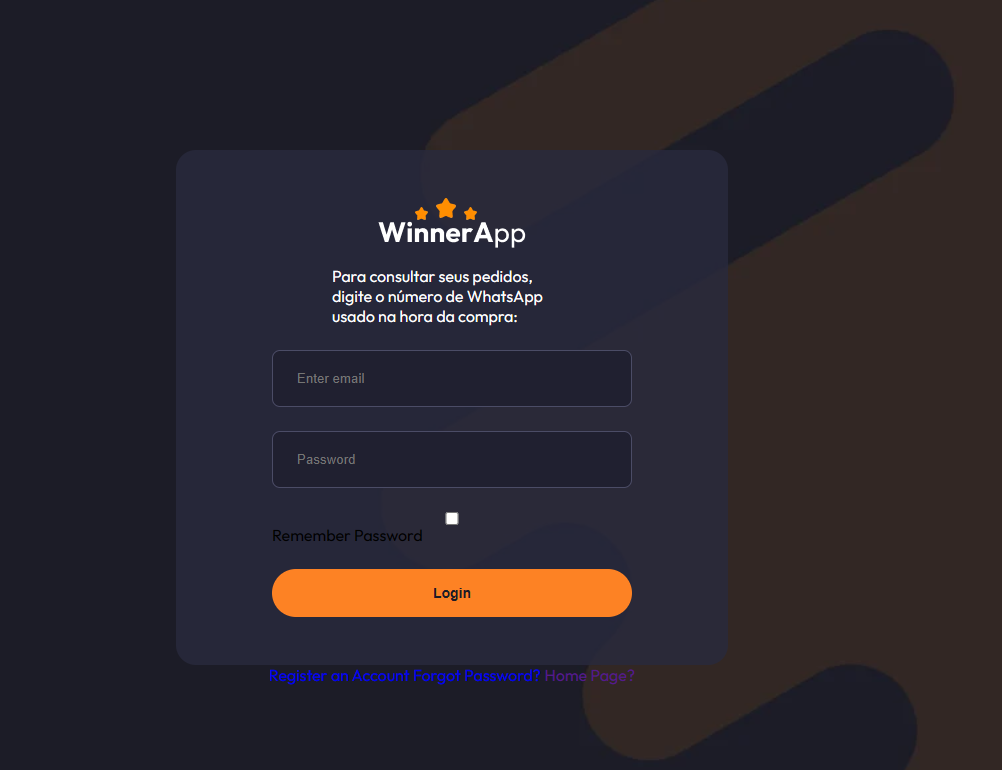 WinnerApp
Para consultar seus pedidos,
digite o número de WhatsApp
usado na hora da compra:
Enter email
Password
Remember Password
Login
Register an Account Forgot Password? Home Page?